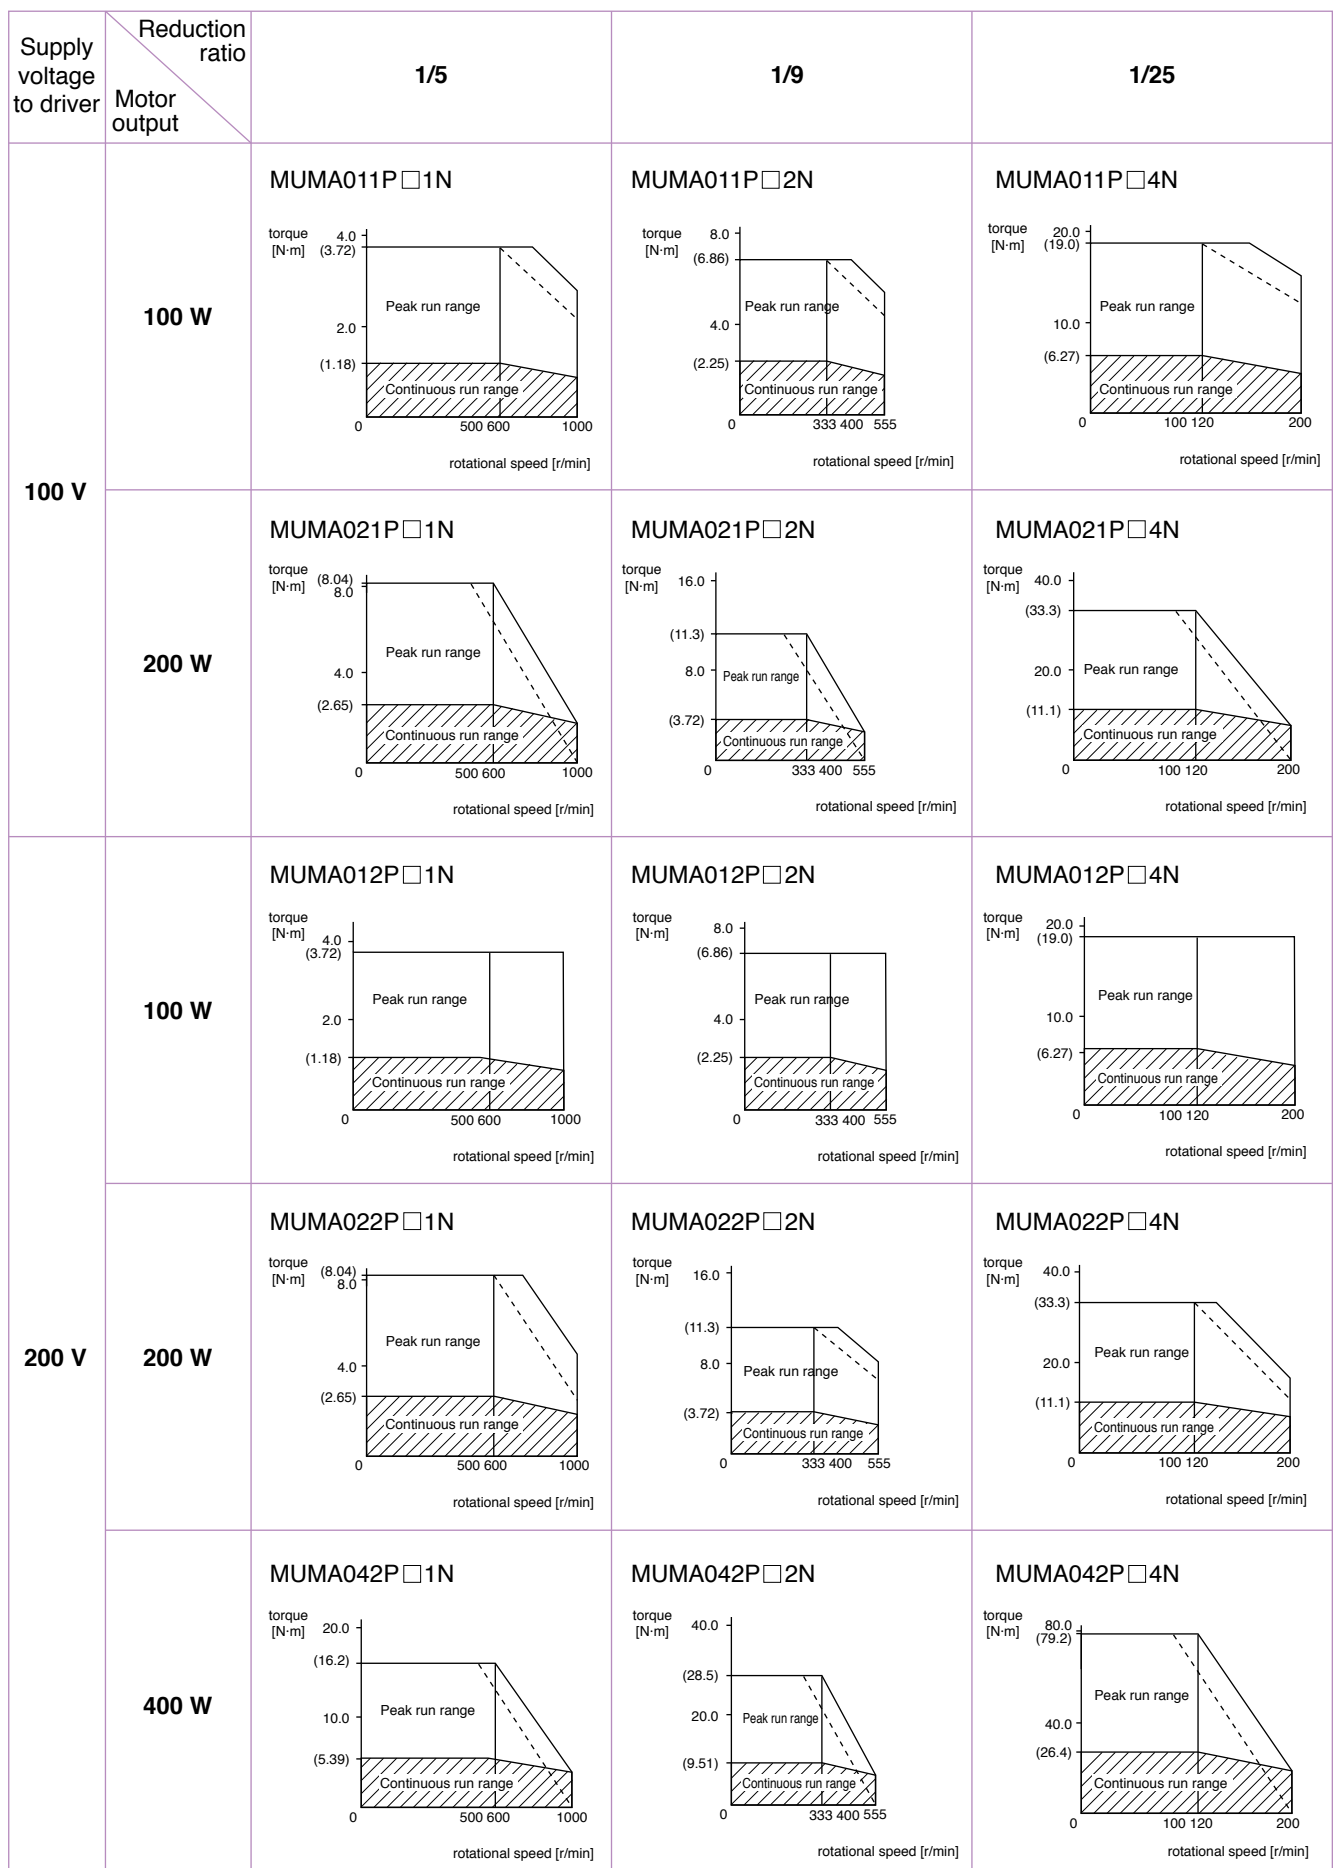 Supply
voltage
to driver
Reduction
ratio
Motor
output
1/5
1/9
1/25
100 V
100 W
MUMA011P□1N
torque
[N·m]
4.0
(3.72)
Peak run range
2.0
(1.18)
Continuous run range
0 500 600 1000
rotational speed [r/min]
MUMA011P□2N
torque
[N·m]
8.0
(6.86)
Peak run range
4.0
(2.25)
Continuous run range
0 333 400 555
rotational speed [r/min]
MUMA011P□4N
torque
[N·m]
20.0
(19.0)
Peak run range
10.0
(6.27)
Continuous run range
0 100 120 200
rotational speed [r/min]
200 W
MUMA021P□1N
torque
[N·m]
(8.04)
8.0
Peak run range
4.0
(2.65)
Continuous run range
0 500 600 1000
rotational speed [r/min]
MUMA021P□2N
torque
[N·m]
16.0
(11.3)
8.0
Peak run range
(3.72)
Continuous run range
0 333 400 555
rotational speed [r/min]
MUMA021P□4N
torque
[N·m]
40.0
(33.3)
20.0
Peak run range
(11.1)
Continuous run range
0 100 120 200
rotational speed [r/min]
200 V
100 W
MUMA012P□1N
torque
[N·m]
4.0
(3.72)
Peak run range
2.0
(1.18)
Continuous run range
0 500 600 1000
rotational speed [r/min]
MUMA012P□2N
torque
[N·m]
8.0
(6.86)
Peak run range
4.0
(2.25)
Continuous run range
0 333 400 555
rotational speed [r/min]
MUMA012P□4N
torque
[N·m]
20.0
(19.0)
Peak run range
10.0
(6.27)
Continuous run range
0 100 120 200
rotational speed [r/min]
200 W
MUMA022P□1N
torque
[N·m]
(8.04)
8.0
Peak run range
4.0
(2.65)
Continuous run range
0 500 600 1000
rotational speed [r/min]
MUMA022P□2N
torque
[N·m]
16.0
(11.3)
8.0
Peak run range
(3.72)
Continuous run range
0 333 400 555
rotational speed [r/min]
MUMA022P□4N
torque
[N·m]
40.0
(33.3)
Peak run range
20.0
(11.1)
Continuous run range
0 100 120 200
rotational speed [r/min]
400 W
MUMA042P□1N
torque
[N·m]
20.0
(16.2)
Peak run range
10.0
(5.39)
Continuous run range
0 500 600 1000
rotational speed [r/min]
MUMA042P□2N
torque
[N·m]
40.0
(28.5)
20.0
Peak run range
(9.51)
Continuous run range
0 333 400 555
rotational speed [r/min]
MUMA042P□4N
torque
[N·m]
80.0
(79.2)
Peak run range
40.0
(26.4)
Continuous run range
0 100 120 200
rotational speed [r/min]